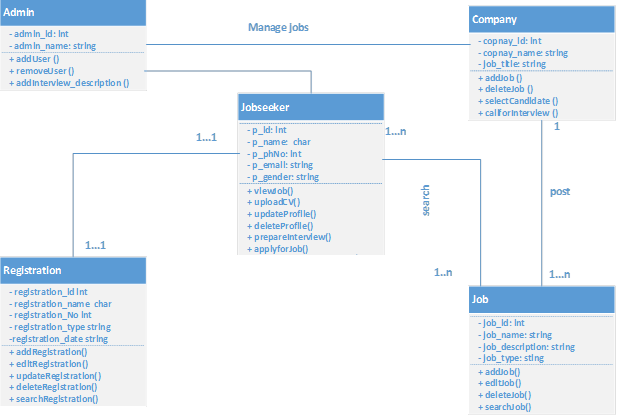 Admin
- admin_id: int
- admin_name: string
+ addUser ()
+ removeUser ()
+ addInterview_description ()
Manage jobs
Company
- copnay_id: int
- copnay_name: string
- job_title: string
+ addJob ()
+ deleteJob ()
+ selectCandidate ()
+ callforInterview ()
Jobseeker
- p_id: int
- p_name: char
- p_phNo: int
- p_email: string
- p_gender: string
+ viewJob()
+ uploadCV()
+ updateProfile()
+ deleteProfile()
+ prepareInterview()
+ applyforJob()
1...1
1...n
1
search
post
1...1
1..n
1...n
Registration
- registration_id int
- registration_name char
- registration_No int
- registration_type string
-registration_date string
+ addRegistration()
+ editRegistration()
+ updateRegistration()
+ deleteRegistration()
+ searchRegistration()
Job
- job_id: int
- job_name: string
- job_description: string
- job_type: sting
+ addJob()
+ editJob()
+ deleteJob()
+ searchJob()